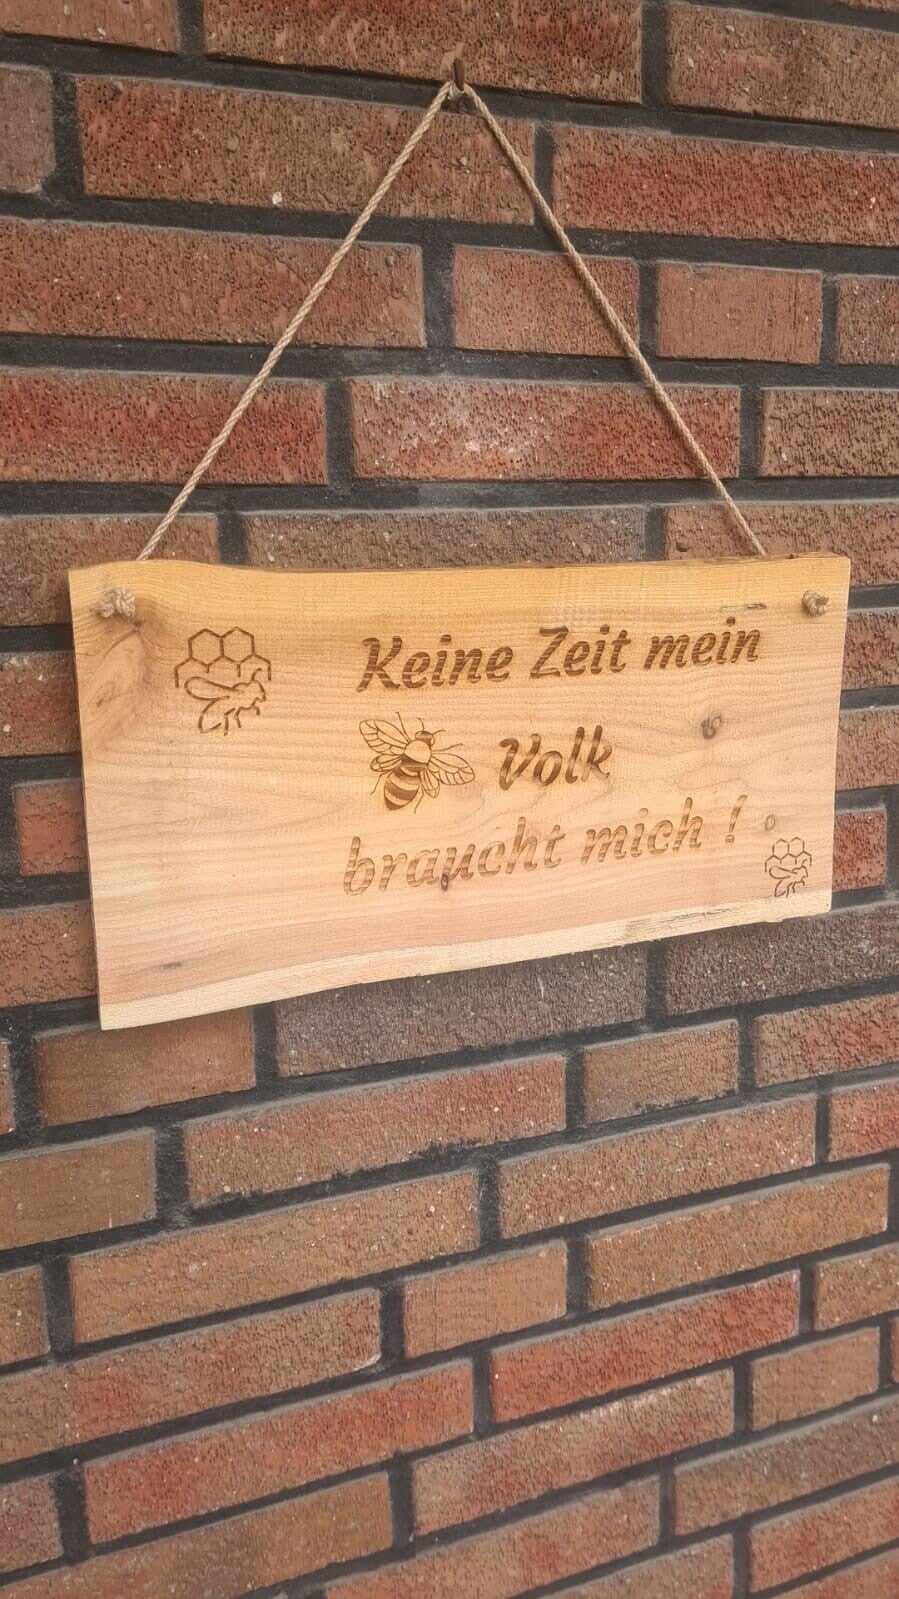 Keine Zeit mein
Volk
braucht mich !